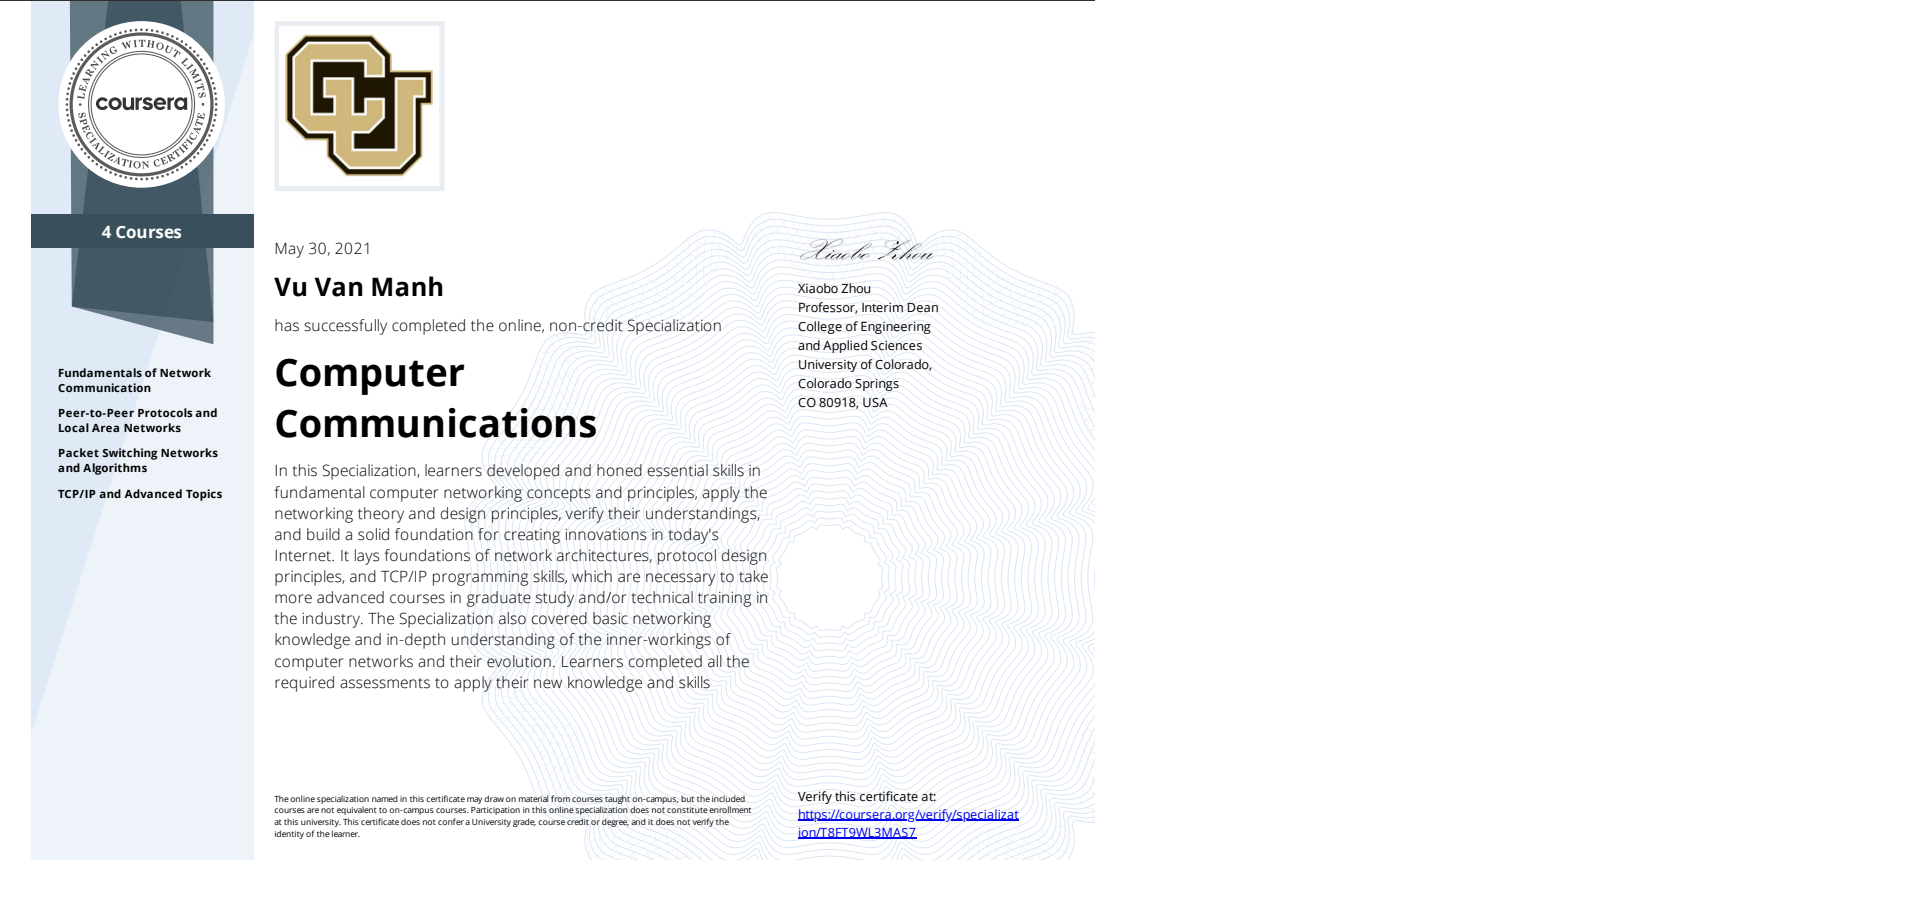 LEARNING WITHOUT LIMITS
coursera
SPECIALIZATION CERTIFICATE
4 Courses
Fundamentals of Network
Communication
Peer-to-Peer Protocols and
Local Area Networks
Packet Switching Networks
and Algorithms
TCP/IP and Advanced Topics
CU
May 30, 2021
Vu Van Manh
has successfully completed the online, non-credit Specialization
Computer
Communications
In this Specialization, learners developed and honed essential skills in
fundamental computer networking concepts and principles, apply the
networking theory and design principles, verify their understandings,
and build a solid foundation for creating innovations in today's
Internet. It lays foundations of network architectures, protocol design
principles, and TCP/IP programming skills, which are necessary to take
more advanced courses in graduate study and/or technical training in
the industry. The Specialization also covered basic networking
knowledge and in-depth understanding of the inner-workings of
computer networks and their evolution. Learners completed all the
required assessments to apply their new knowledge and skills
Xiaobo Zhou
Xiaobo Zhou
Professor, Interim Dean
College of Engineering
and Applied Sciences
University of Colorado,
Colorado Springs
CO 80918, USA
The online specialization named in this certificate may draw on material from courses taught on-campus, but the included
courses are not equivalent to on-campus courses. Participation in this online specialization does not constitute enrollment
at this university. This certificate does not confer a University grade, course credit or degree, and it does not verify the
identity of the learner.
Verify this certificate at:
https://coursera.org/verify/specializat
ion/T8FT9WL3MAS7